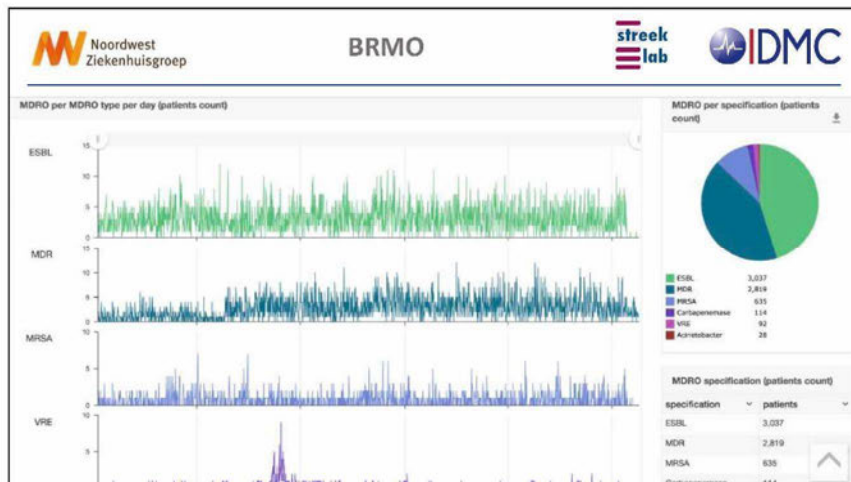 Noordwest
Ziekenhuisgroep
BRMO
streek
lab
IDMC
MDRO per MDRO type per day (patients count)
ESBL
15
10
5
0
MDR
15
10
5
0
MRSA
10
5
0
VRE
10
5
MDRO per specification (patients
count)
ESBL 3,037
MDR 2,819
MRSA 635
Carbapenemase 114
VRE 92
Acinetobacter 28
MDRO specification (patients count)
specification patients
ESBL 3,037
MDR 2,819
MRSA 635